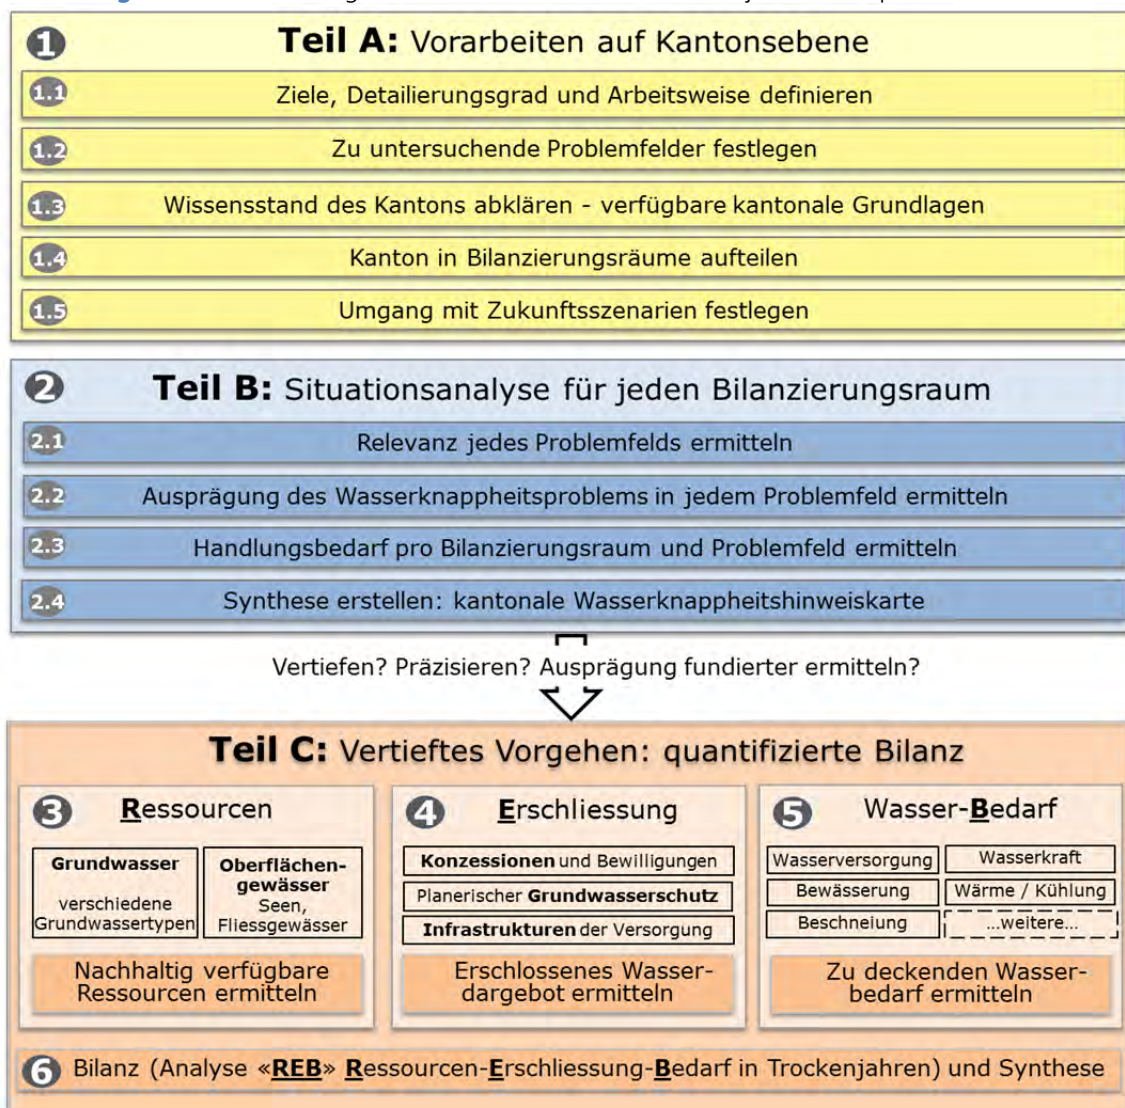 1 Teil A: Vorarbeiten auf Kantonsebene
1.1 Ziele, Detailierungsgrad und Arbeitsweise definieren
1.2 Zu untersuchende Problemfelder festlegen
1.3 Wissensstand des Kantons abklären - verfügbare kantonale Grundlagen
1.4 Kanton in Bilanzierungsräume aufteilen
1.5 Umgang mit Zukunftsszenarien festlegen
2 Teil B: Situationsanalyse für jeden Bilanzierungsraum
2.1 Relevanz jedes Problemfelds ermitteln
2.2 Ausprägung des Wasserknappheitsproblems in jedem Problemfeld ermitteln
2.3 Handlungsbedarf pro Bilanzierungsraum und Problemfeld ermitteln
2.4 Synthese erstellen: kantonale Wasserknappheitshinweiskarte
Vertiefen? Präzisieren? Ausprägung fundierter ermitteln?
Teil C: Vertieftes Vorgehen: quantifizierte Bilanz
3 Ressourcen
Grundwasser
verschiedene
Grundwassertypen
Oberflächen-
gewässer
Seen,
Fliessgewässer
Nachhaltig verfügbare
Ressourcen ermitteln
4 Erschliessung
Konzessionen und Bewilligungen
Planerischer Grundwasserschutz
Infrastrukturen der Versorgung
Erschlossenes Wasser-
dargebot ermitteln
5 Wasser-Bedarf
Wasserversorgung
Wasserkraft
Bewässerung
Wärme / Kühlung
Beschneiung
...weitere...
Zu deckenden Wasser-
bedarf ermitteln
6 Bilanz (Analyse «REB» Ressourcen-Erschliessung-Bedarf in Trockenjahren) und Synthese